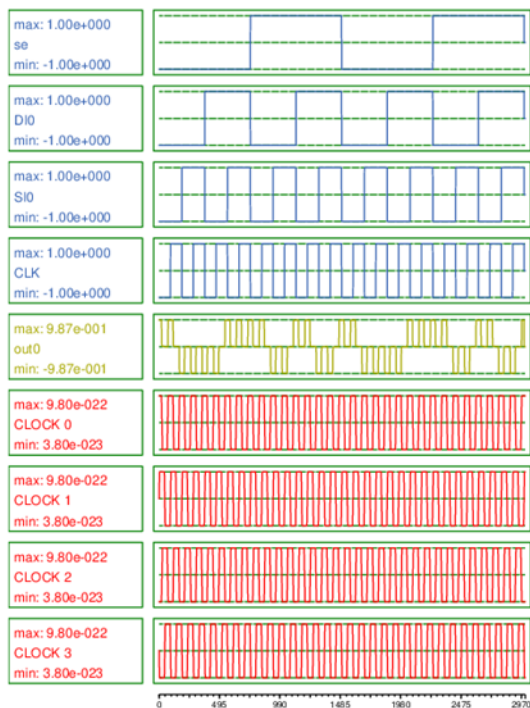 max: 1.00e+000
se
min: -1.00e+000
max: 1.00e+000
DI0
min: -1.00e+000
max: 1.00e+000
SI0
min: -1.00e+000
max: 1.00e+000
CLK
min: -1.00e+000
max: 9.87e-001
out0
min: -9.87e-001
max: 9.80e-022
CLOCK 0
min: 3.80e-023
max: 9.80e-022
CLOCK 1
min: 3.80e-023
max: 9.80e-022
CLOCK 2
min: 3.80e-023
max: 9.80e-022
CLOCK 3
min: 3.80e-023
0 495 990 1485 1980 2475 2970